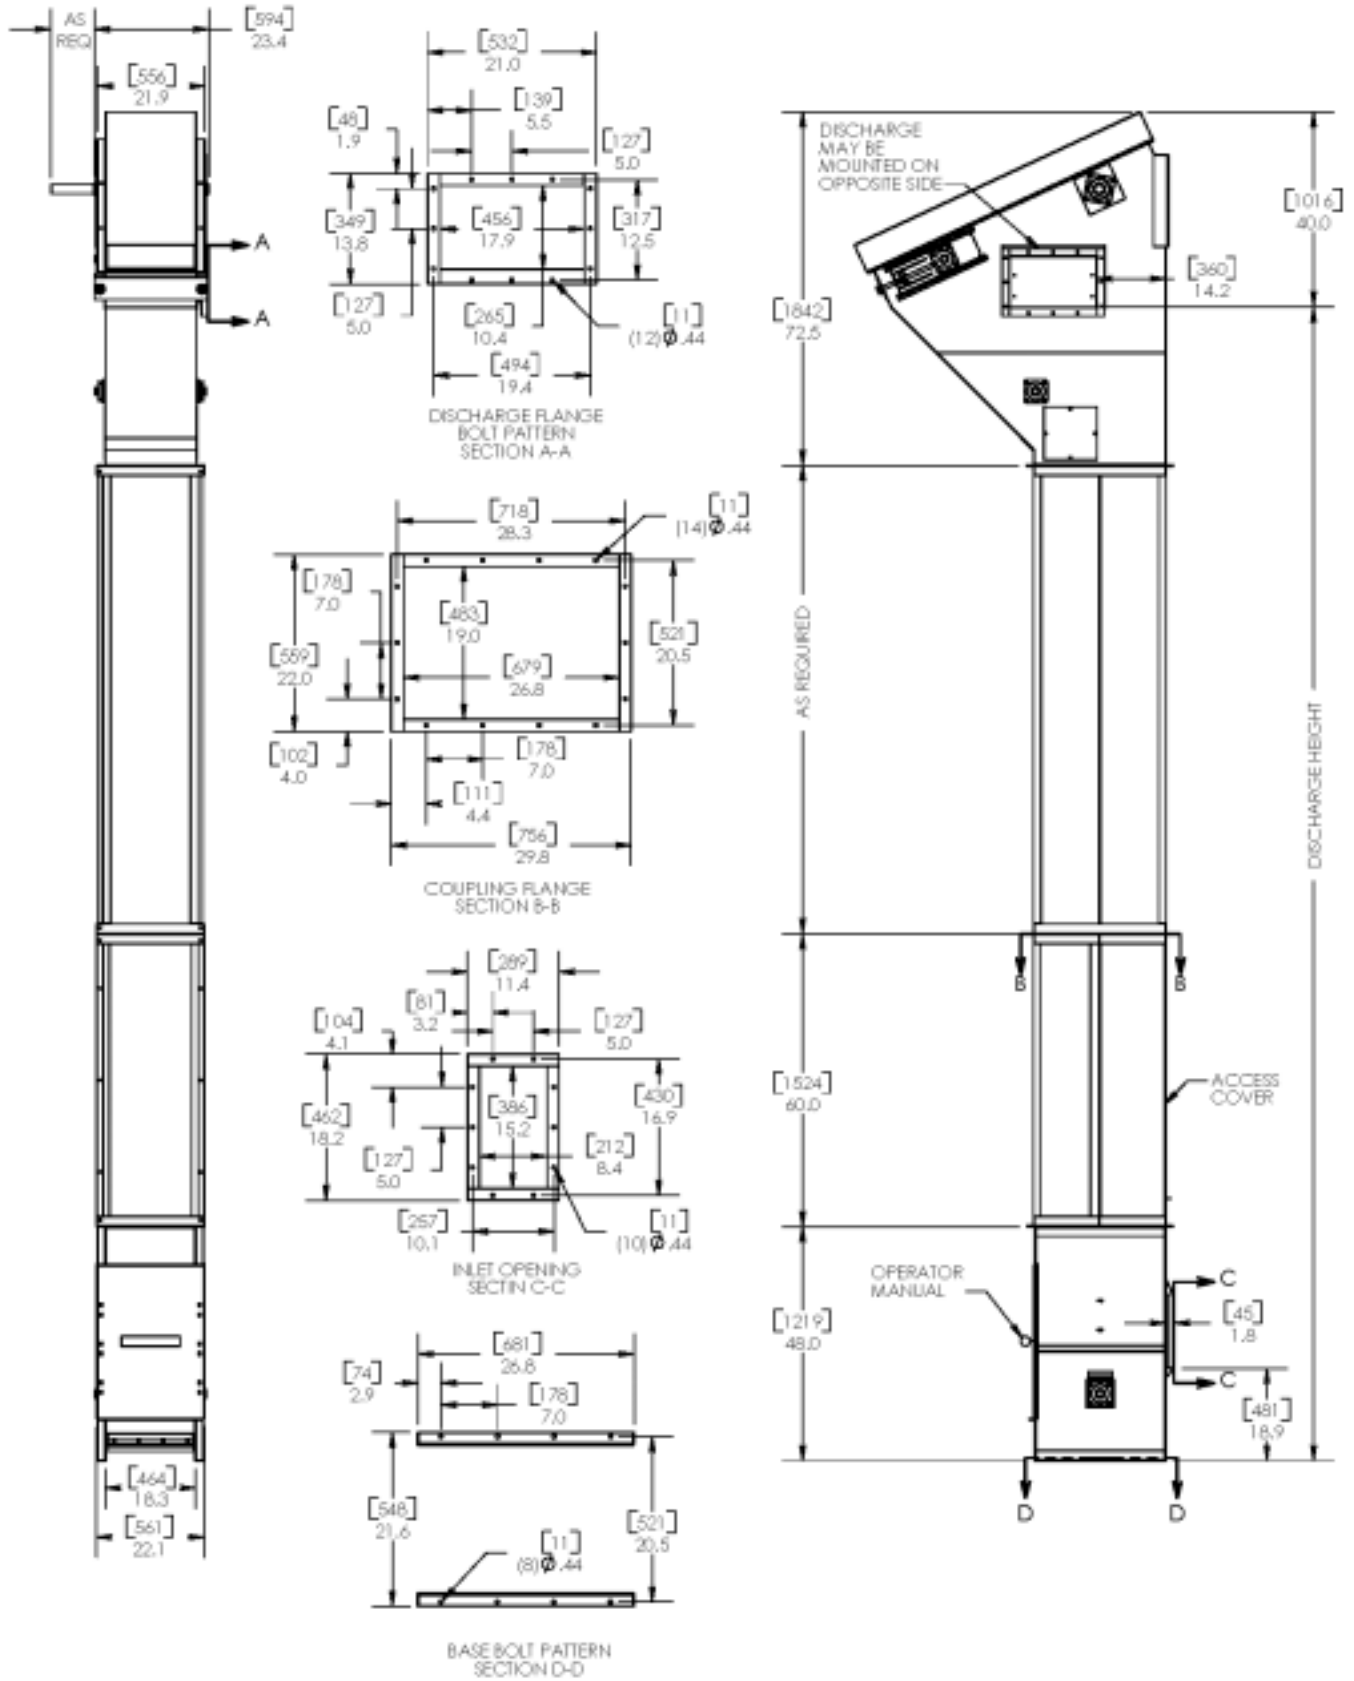 AS
REQ
[594]
23.4
[556]
21.9
A
A
[464]
18.3
[561]
22.1
[532]
21.0
[139]
5.5
[48]
1.9
[127]
5.0
[349]
13.8
[456]
17.9
[317]
12.5
[127]
5.0
[265]
10.4
[11]
(12)Ø.44
[494]
19.4
DISCHARGE FLANGE
BOLT PATTERN
SECTION A-A
[718]
28.3
[11]
(14)Ø.44
[178]
7.0
[483]
19.0
[521]
20.5
[559]
22.0
[679]
26.8
[102]
4.0
[178]
7.0
[111]
4.4
[756]
29.8
COUPLING FLANGE
SECTION B-B
[289]
11.4
[81]
3.2
[104]
4.1
[127]
5.0
[386]
15.2
[430]
16.9
[462]
18.2
[127]
5.0
[212]
8.4
[257]
10.1
[11]
(10)Ø.44
INLET OPENING
SECTIN C-C
[681]
26.8
[74]
2.9
[178]
7.0
[548]
21.6
[521]
20.5
[11]
(8)Ø.44
BASE BOLT PATTERN
SECTION D-D
DISCHARGE
MAY BE
MOUNTED ON
OPPOSITE SIDE
[1016]
40.0
[360]
14.2
[1842]
72.5
AS REQUIRED
DISCHARGE HEIGHT
B
B
[1524]
60.0
ACCESS
COVER
OPERATOR
MANUAL
C
[45]
1.8
[1219]
48.0
C
[481]
18.9
D
D